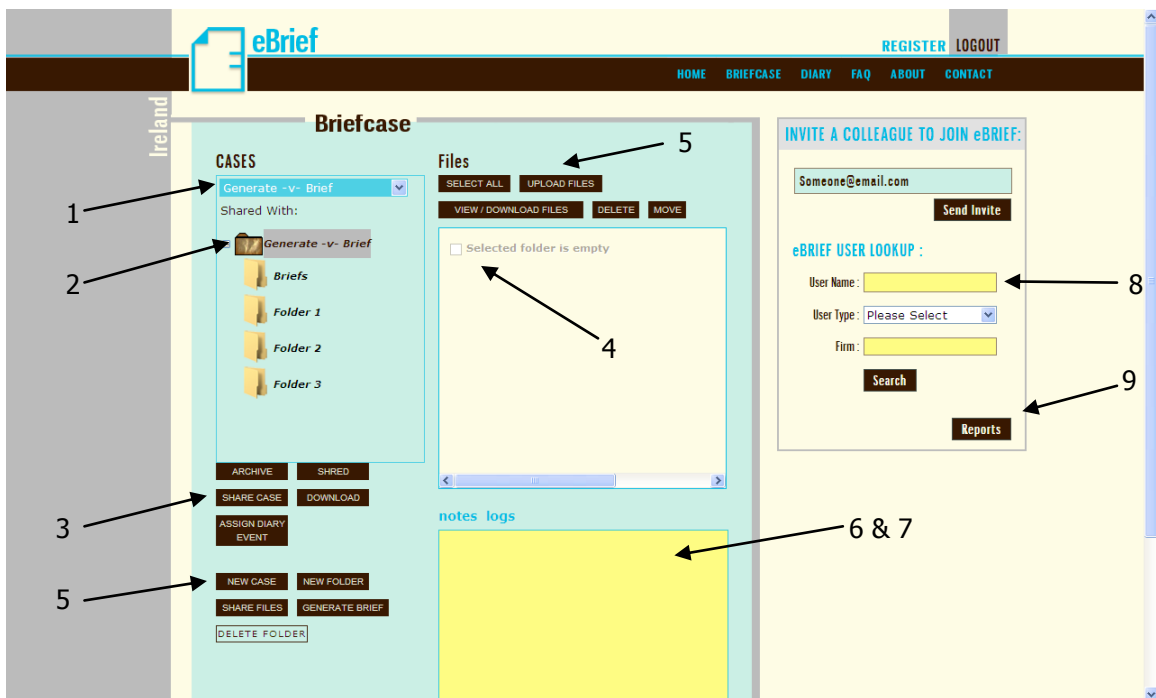 eBrief
REGISTER LOGOUT
HOME BRIEFCASE DIARY FAQ ABOUT CONTACT
Ireland
Briefcase
CASES
Generate -v- Brief
Shared With:
Generate -v- Brief
Briefs
Folder 1
Folder 2
Folder 3
ARCHIVE SHRED
SHARE CASE DOWNLOAD
ASSIGN DIARY
EVENT
NEW CASE NEW FOLDER
SHARE FILES GENERATE BRIEF
DELETE FOLDER
1
2
3
5
Files
5
SELECT ALL UPLOAD FILES
VIEW / DOWNLOAD FILES DELETE MOVE
Selected folder is empty
4
notes logs
6 & 7
INVITE A COLLEAGUE TO JOIN eBRIEF:
Someone@email.com
Send Invite
eBRIEF USER LOOKUP :
User Name :
8
User Type : Please Select
Firm :
Search
9
Reports